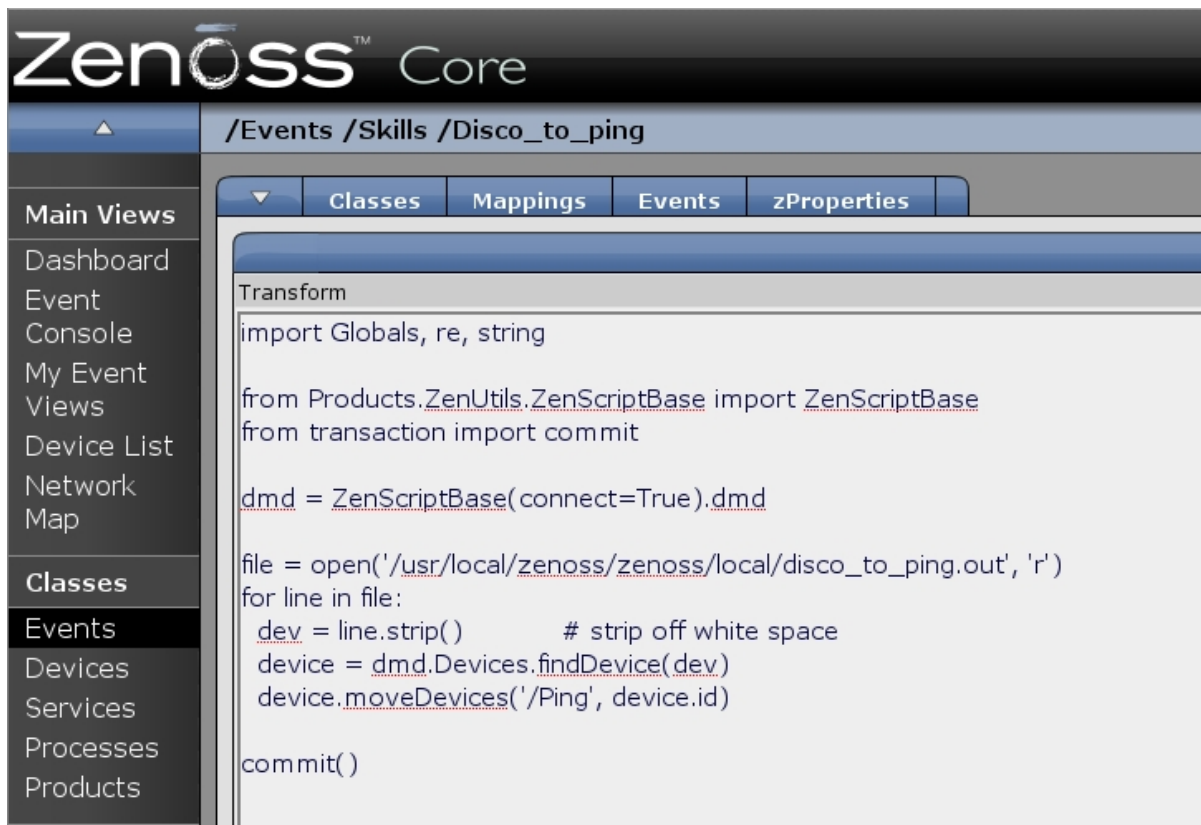 Zenōss™ Core
/Events /Skills /Disco_to_ping
Main Views
Dashboard
Event
Console
My Event
Views
Device List
Network
Map
Classes
Events
Devices
Services
Processes
Products
Classes Mappings Events zProperties
Transform
import Globals, re, string
from Products.ZenUtils.ZenScriptBase import ZenScriptBase
from transaction import commit
dmd = ZenScriptBase(connect=True).dmd
file = open('/usr/local/zenoss/zenoss/local/disco_to_ping.out', 'r')
for line in file:
  dev = line.strip()          # strip off white space
  device = dmd.Devices.findDevice(dev)
  device.moveDevices('/Ping', device.id)
commit()